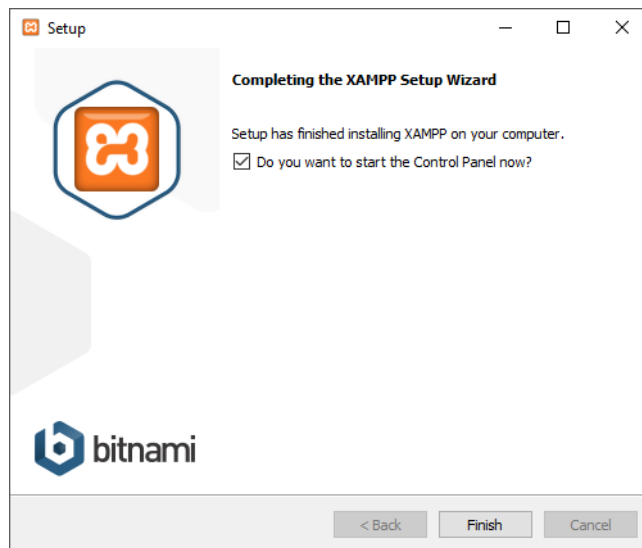 Setup
Completing the XAMPP Setup Wizard
Setup has finished installing XAMPP on your computer.
Do you want to start the Control Panel now?
bitnami
< Back
Finish
Cancel